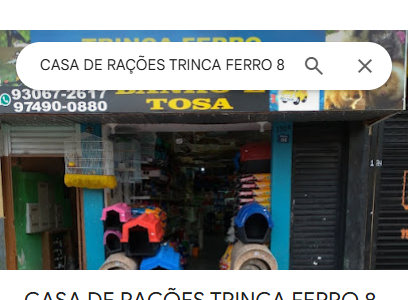 TRINCA FERRO
CASA DE RAÇÕES TRINCA FERRO 8
93067-2617
97490-0880
BANHO E
TOSA
CASA DE RAÇÕES TRINCA FERRO 8